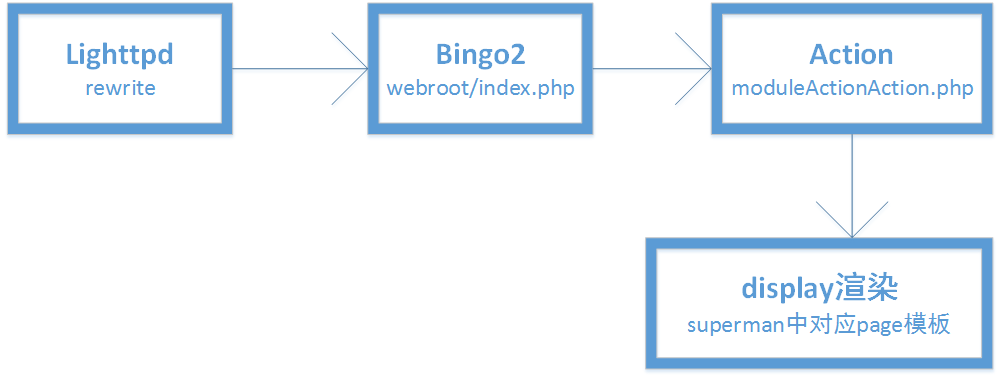 Lighttpd
rewrite
Bingo2
webroot/index.php
Action
moduleActionAction.php
display渲染
superman中对应page模板